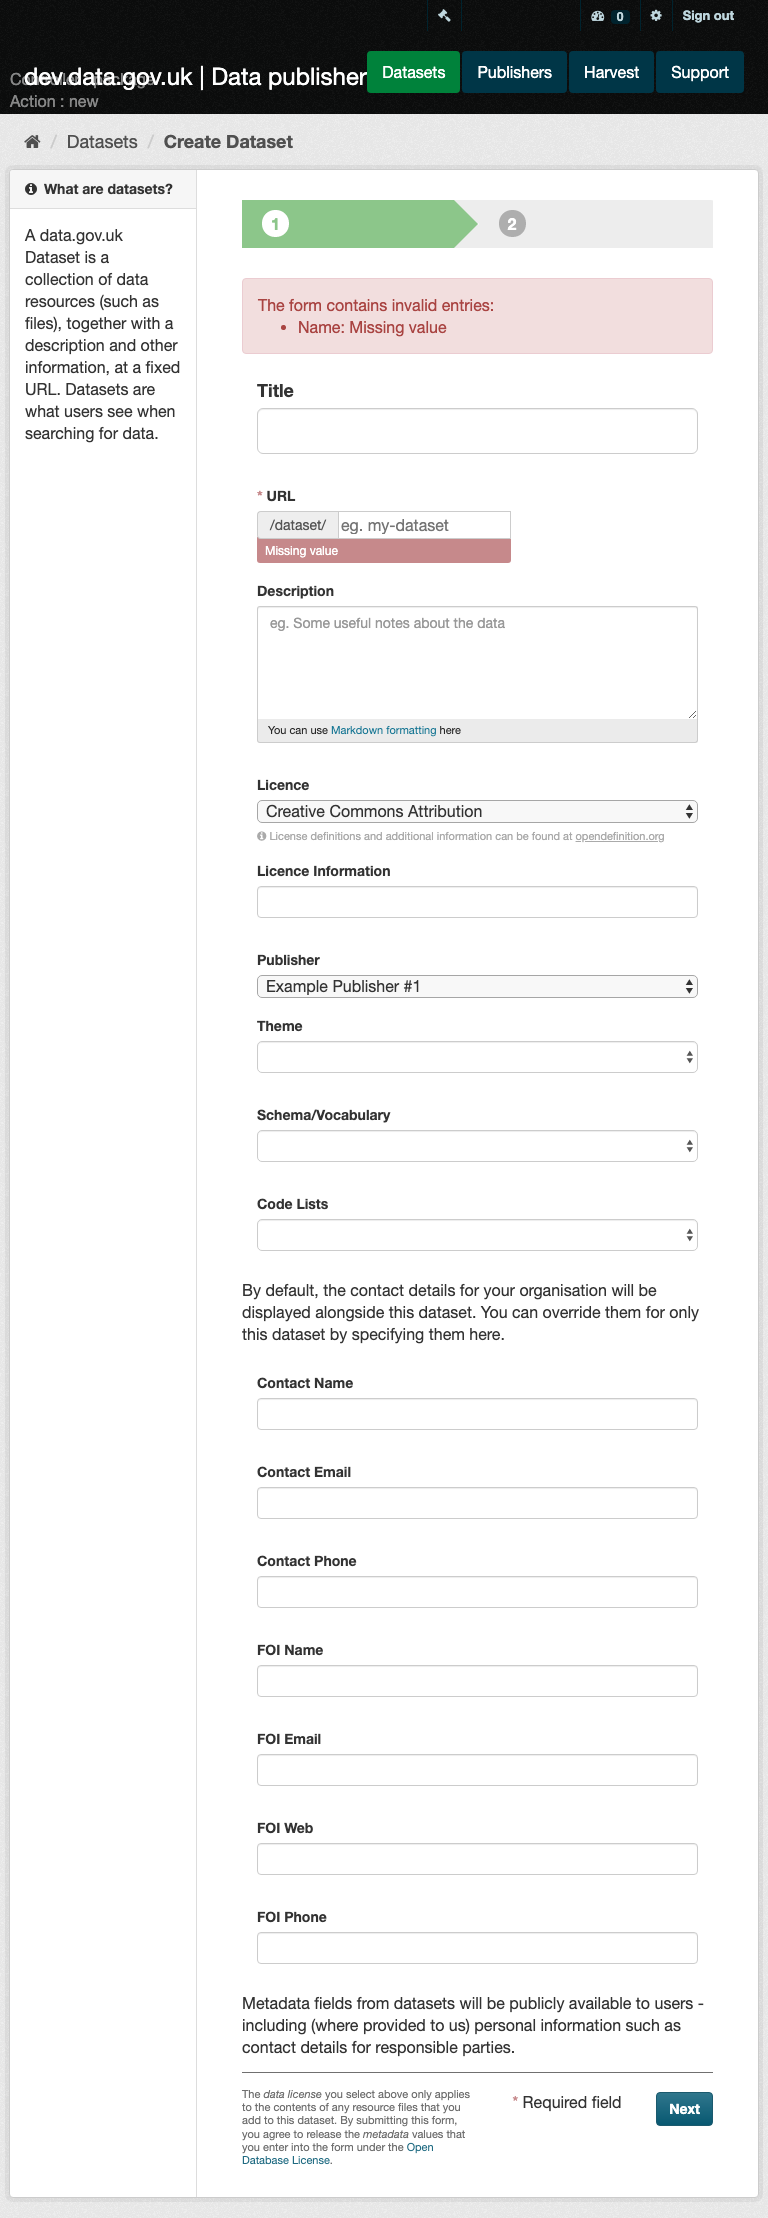 0
Sign out
Controller : package
dev.data.gov.uk | Data publisher
Datasets
Publishers
Harvest
Support
Action : new
/ Datasets / Create Dataset
What are datasets?
A data.gov.uk
Dataset is a
collection of data
resources (such as
files), together with a
description and other
information, at a fixed
URL. Datasets are
what users see when
searching for data.
1
2
The form contains invalid entries:
• Name: Missing value
Title
* URL
/dataset/ eg. my-dataset
Missing value
Description
eg. Some useful notes about the data
You can use Markdown formatting here
Licence
Creative Commons Attribution
License definitions and additional information can be found at opendefinition.org
Licence Information
Publisher
Example Publisher #1
Theme
Schema/Vocabulary
Code Lists
By default, the contact details for your organisation will be
displayed alongside this dataset. You can override them for only
this dataset by specifying them here.
Contact Name
Contact Email
Contact Phone
FOI Name
FOI Email
FOI Web
FOI Phone
Metadata fields from datasets will be publicly available to users -
including (where provided to us) personal information such as
contact details for responsible parties.
The data license you select above only applies
to the contents of any resource files that you
add to this dataset. By submitting this form,
you agree to release the metadata values that
you enter into the form under the Open
Database License.
* Required field
Next